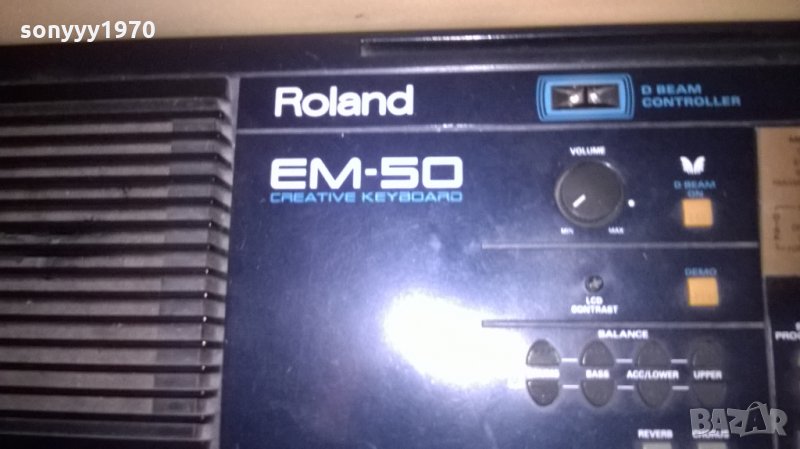 sonyyy1970
Roland
D BEAM
CONTROLLER
EM-50
CREATIVE KEYBOARD
VOLUME
MIN
MAX
D BEAM
ON
DEMO
LCD
CONTRAST
BALANCE
BASS
ACC/LOWER
UPPER
REVERB
CHORUS
BAZAR